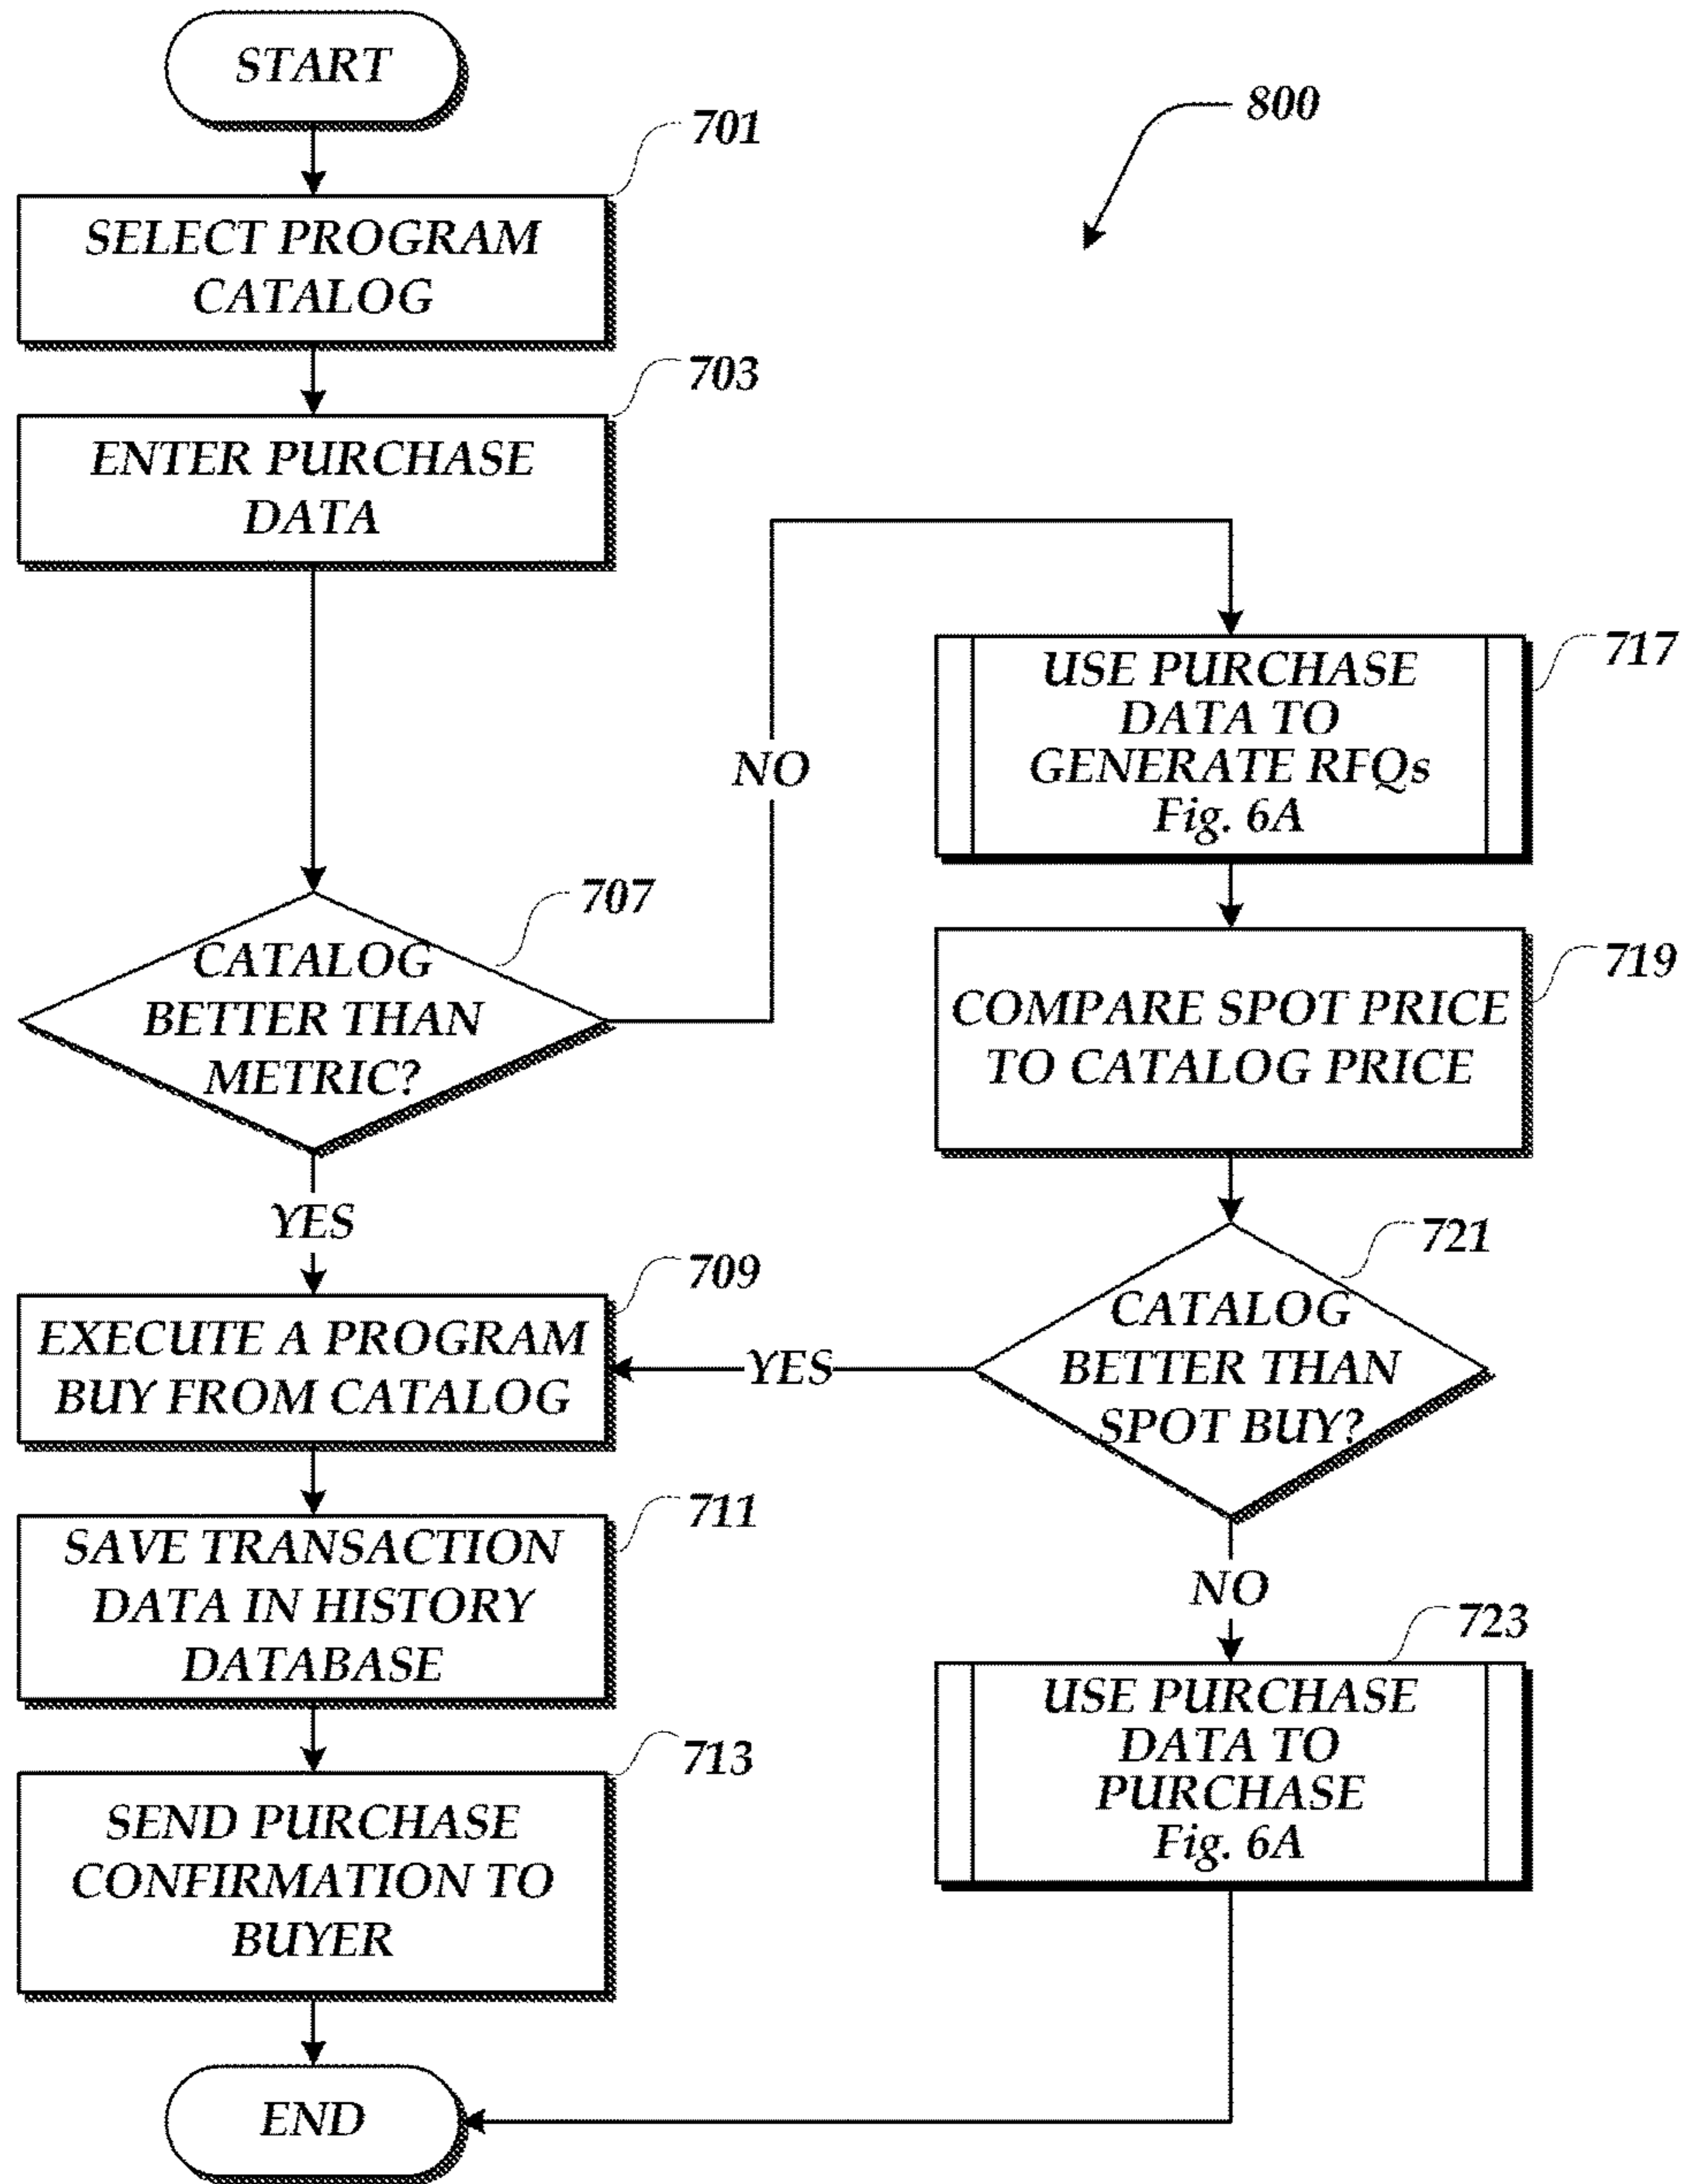 START
800
701
SELECT PROGRAM
CATALOG
703
ENTER PURCHASE
DATA
NO
717
USE PURCHASE
DATA TO
GENERATE RFQs
Fig. 6A
707
CATALOG
BETTER THAN
METRIC?
719
COMPARE SPOT PRICE
TO CATALOG PRICE
YES
721
CATALOG
BETTER THAN
SPOT BUY?
YES
709
EXECUTE A PROGRAM
BUY FROM CATALOG
711
SAVE TRANSACTION
DATA IN HISTORY
DATABASE
NO
723
USE PURCHASE
DATA TO
PURCHASE
Fig. 6A
713
SEND PURCHASE
CONFIRMATION TO
BUYER
END